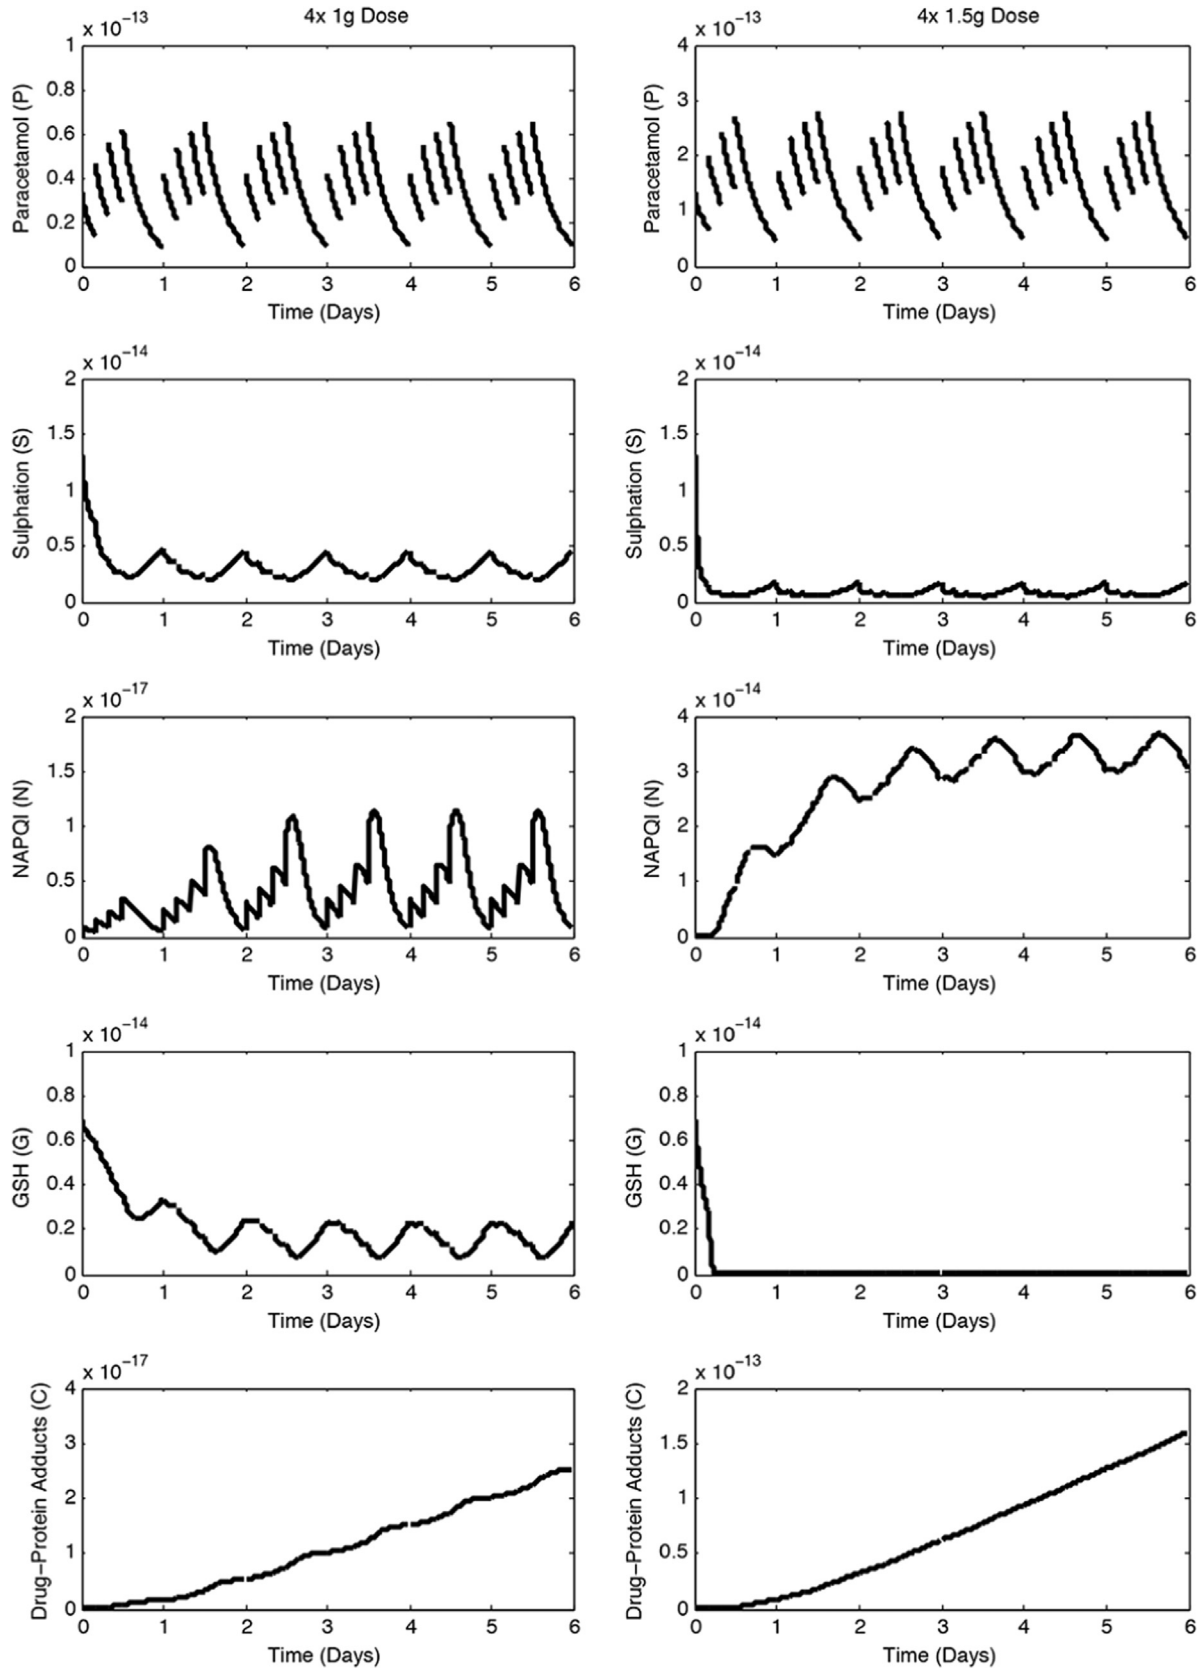 4x 1g Dose
x 10−13
Paracetamol (P)
1
0.8
0.6
0.4
0.2
0
0 1 2 3 4 5 6
Time (Days)
4x 1.5g Dose
x 10−13
Paracetamol (P)
4
3
2
1
0
0 1 2 3 4 5 6
Time (Days)
x 10−14
Sulphation (S)
2
1.5
1
0.5
0
0 1 2 3 4 5 6
Time (Days)
x 10−14
Sulphation (S)
2
1.5
1
0.5
0
0 1 2 3 4 5 6
Time (Days)
x 10−17
NAPQI (N)
2
1.5
1
0.5
0
0 1 2 3 4 5 6
Time (Days)
x 10−14
NAPQI (N)
4
3
2
1
0
0 1 2 3 4 5 6
Time (Days)
x 10−14
GSH (G)
1
0.8
0.6
0.4
0.2
0
0 1 2 3 4 5 6
Time (Days)
x 10−14
GSH (G)
1
0.8
0.6
0.4
0.2
0
0 1 2 3 4 5 6
Time (Days)
x 10−17
Drug−Protein Adducts (C)
4
3
2
1
0
0 1 2 3 4 5 6
Time (Days)
x 10−13
Drug−Protein Adducts (C)
2
1.5
1
0.5
0
0 1 2 3 4 5 6
Time (Days)